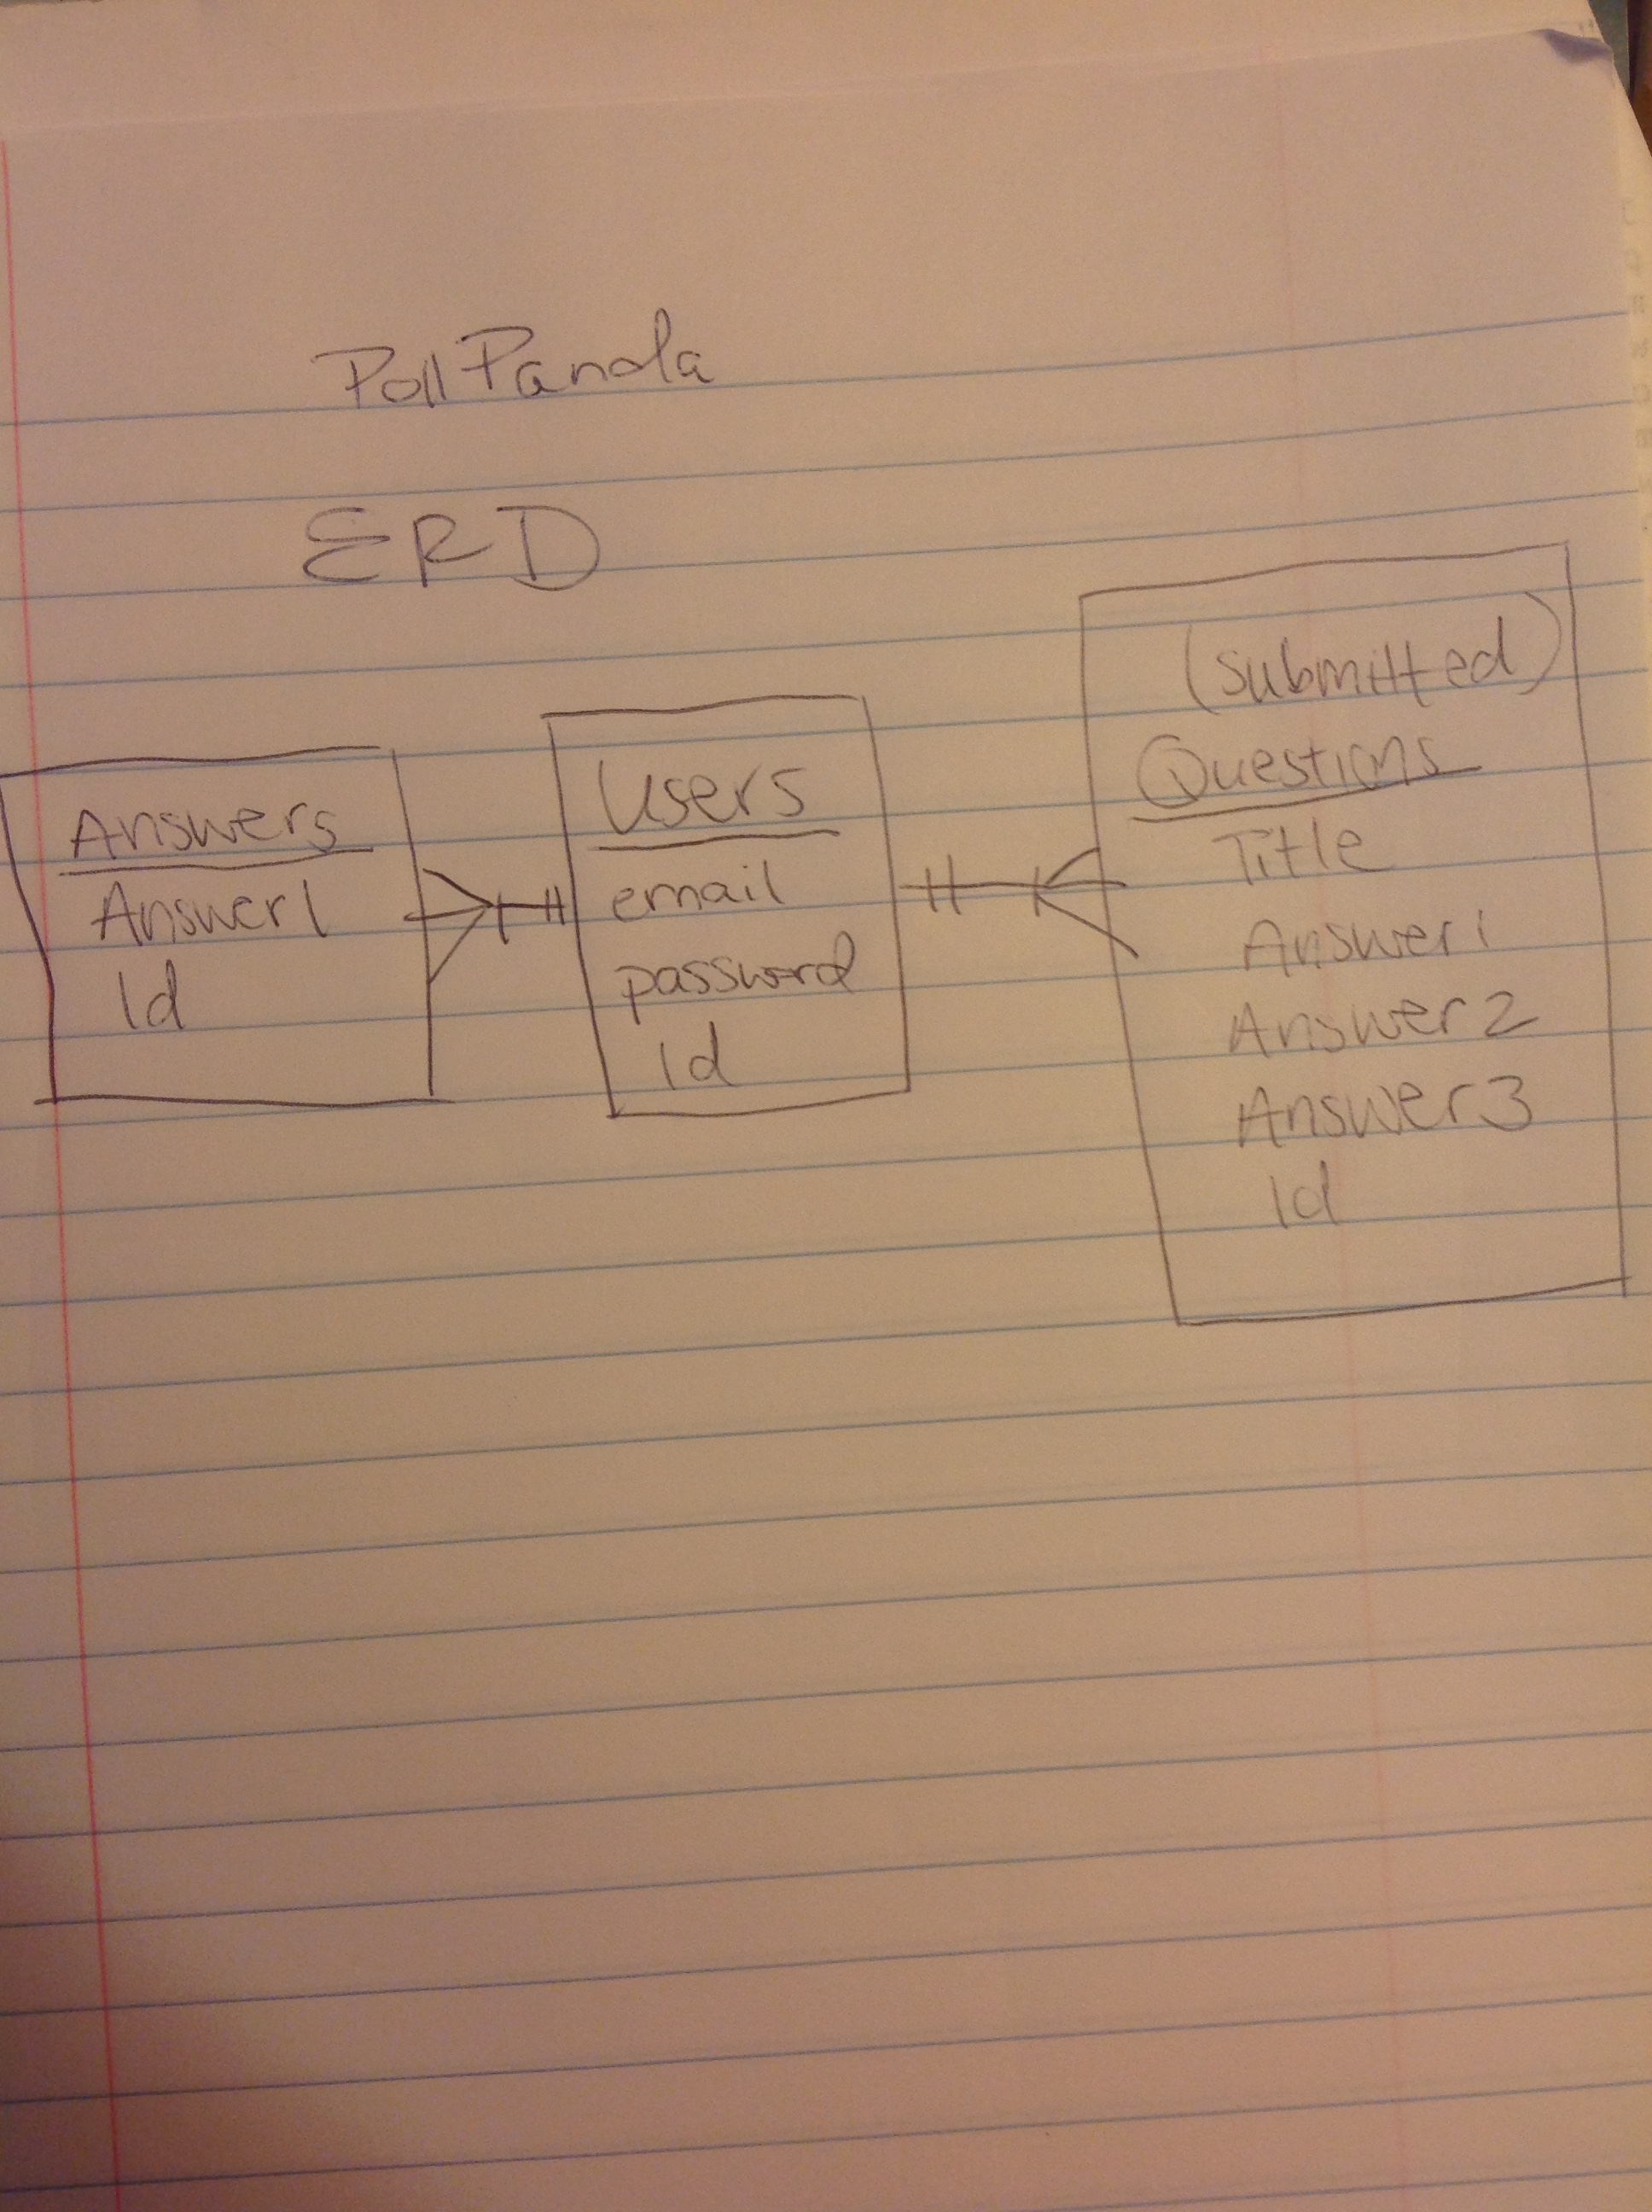 PollPanda
ERD
Answers
Answer1
Id
Users
email
password
Id
(submitted)
Questions
Title
Answer1
Answer2
Answer3
Id